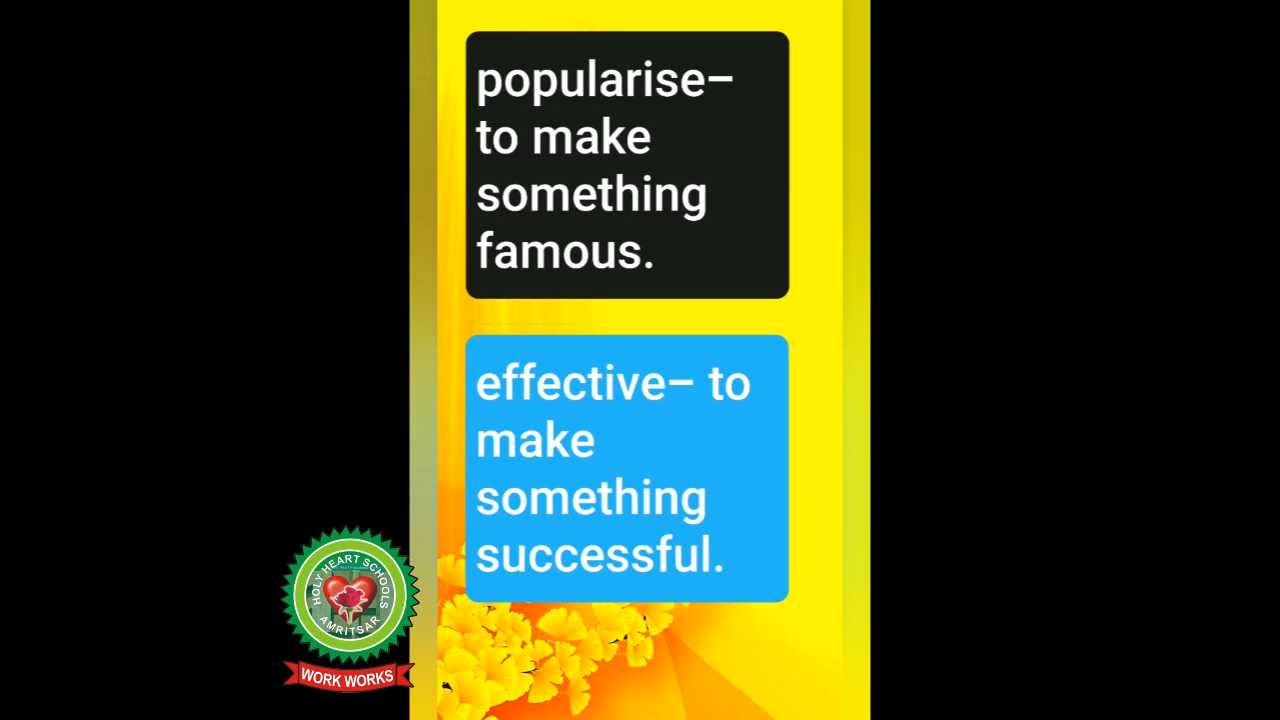 popularise–
to make
something
famous.
effective– to
make
something
successful.
HOLY HEART SCHOOLS
AMRITSAR
WORK WORKS